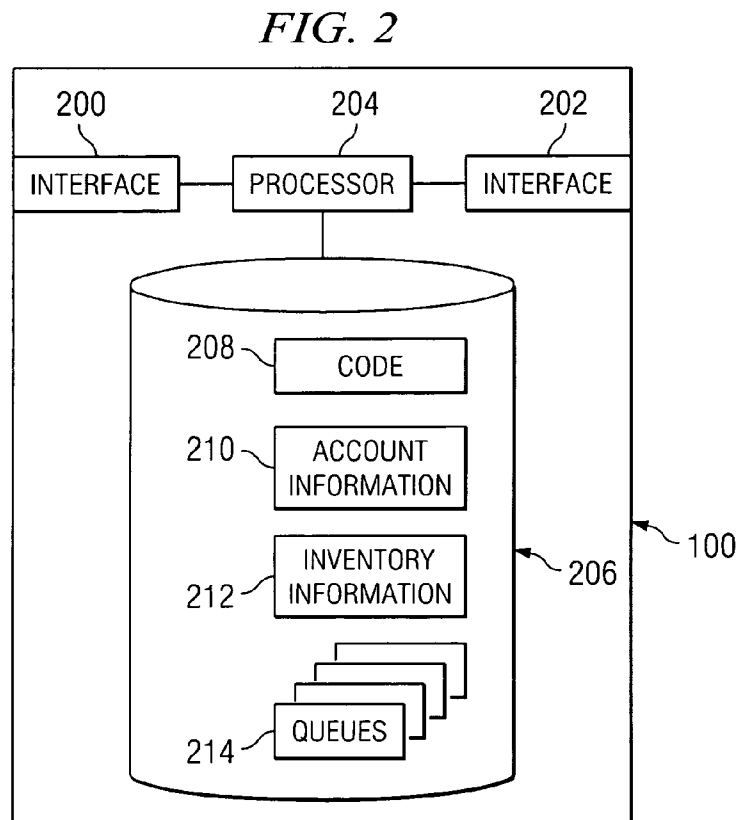 FIG. 2
200
204
202
INTERFACE
PROCESSOR
INTERFACE
208
CODE
210
ACCOUNT
INFORMATION
212
INVENTORY
INFORMATION
206
100
214
QUEUES